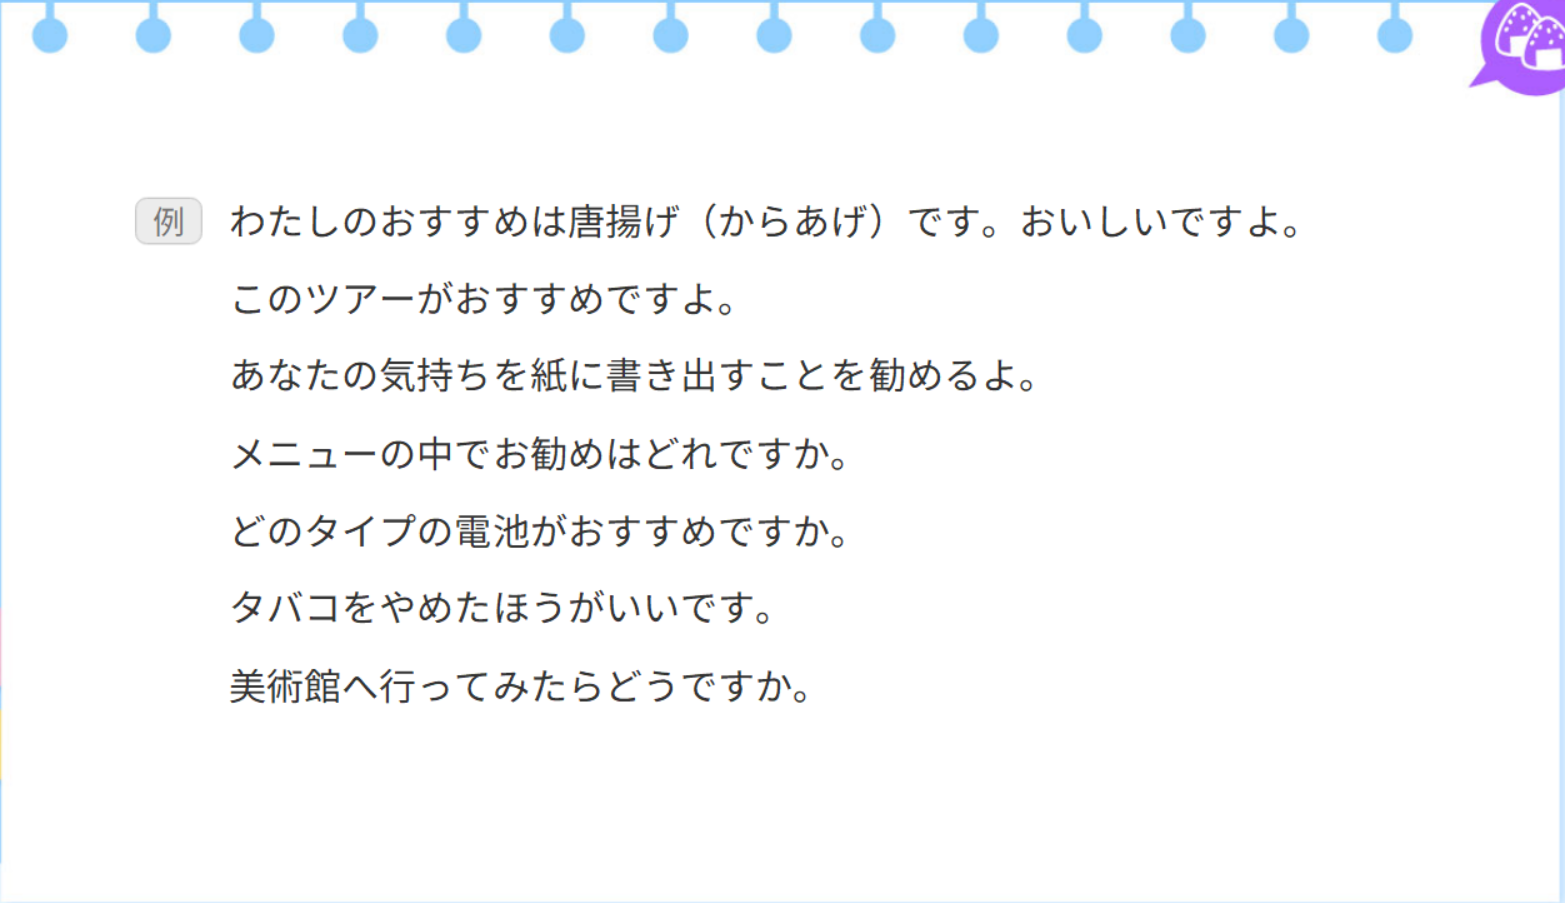 例 わたしのおすすめは唐揚げ（からあげ）です。おいしいですよ。
このツアーがおすすめですよ。
あなたの気持ちを紙に書き出すことを勧めるよ。
メニューの中でお勧めはどれですか。
どのタイプの電池がおすすめですか。
タバコをやめたほうがいいです。
美術館へ行ってみたらどうですか。